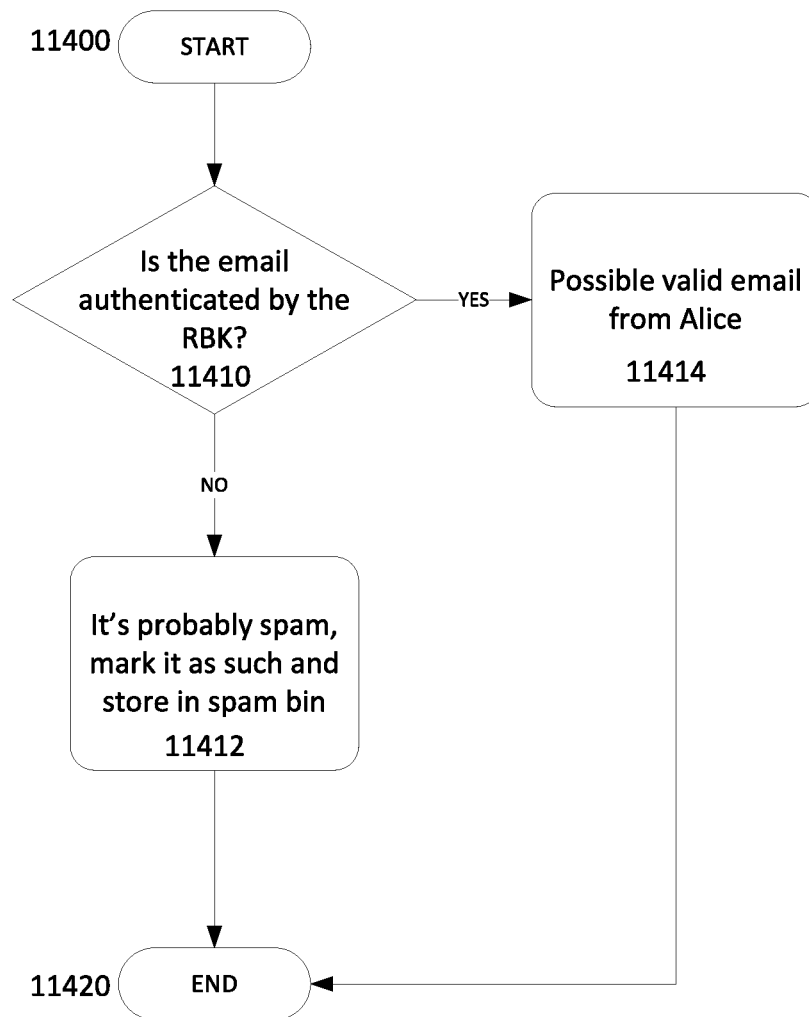 11400
START
Is the email
authenticated by the
RBK?
11410
YES
Possible valid email
from Alice
11414
NO
It's probably spam,
mark it as such and
store in spam bin
11412
11420
END